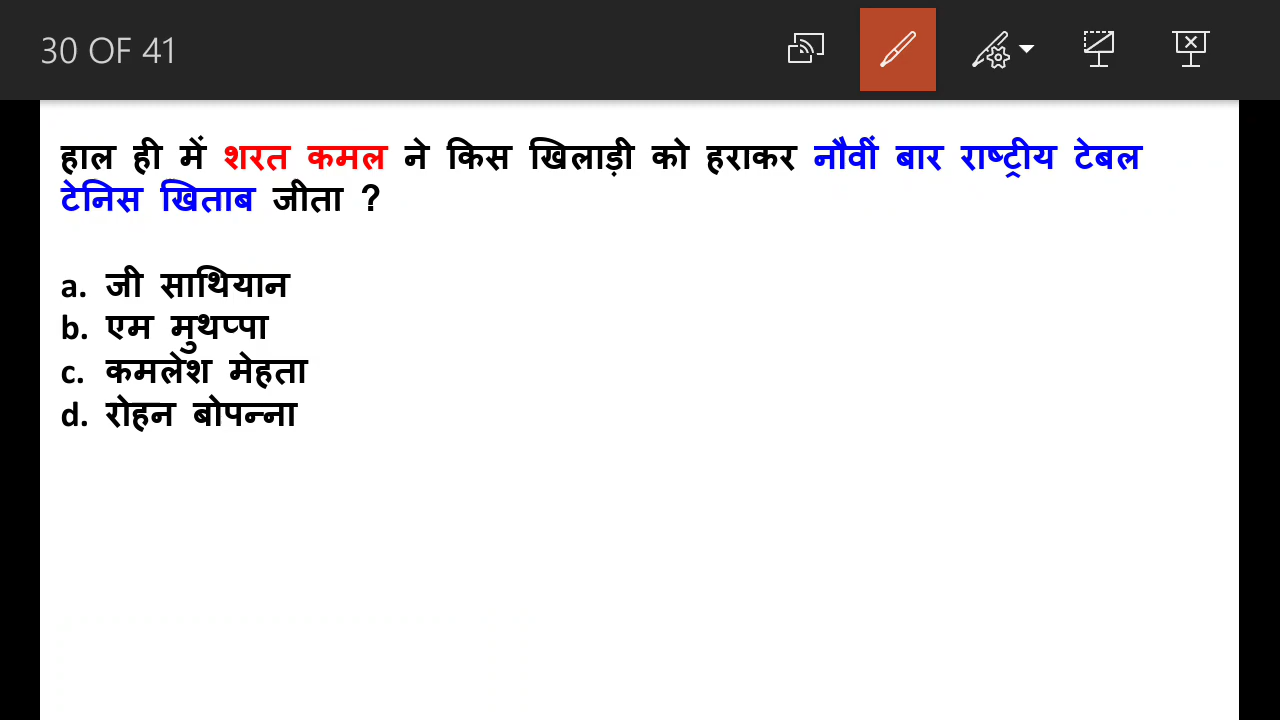 30 OF 41
हाल ही में शरत कमल ने किस खिलाड़ी को हराकर नौवीं बार राष्ट्रीय टेबल
टेनिस खिताब जीता ?
a. जी साथियान
b. एम मुथप्पा
c. कमलेश मेहता
d. रोहन बोपन्ना